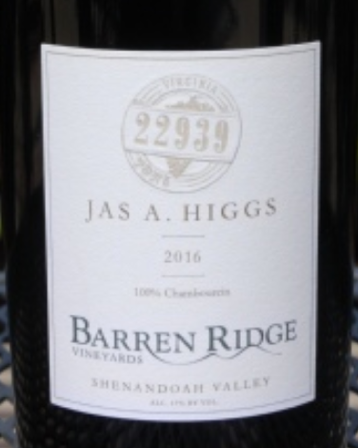 VIRGINIA
22939
JAS A. HIGGS
2016
100% Chambourcin
BARREN RIDGE
VINEYARDS
SHENANDOAH VALLEY